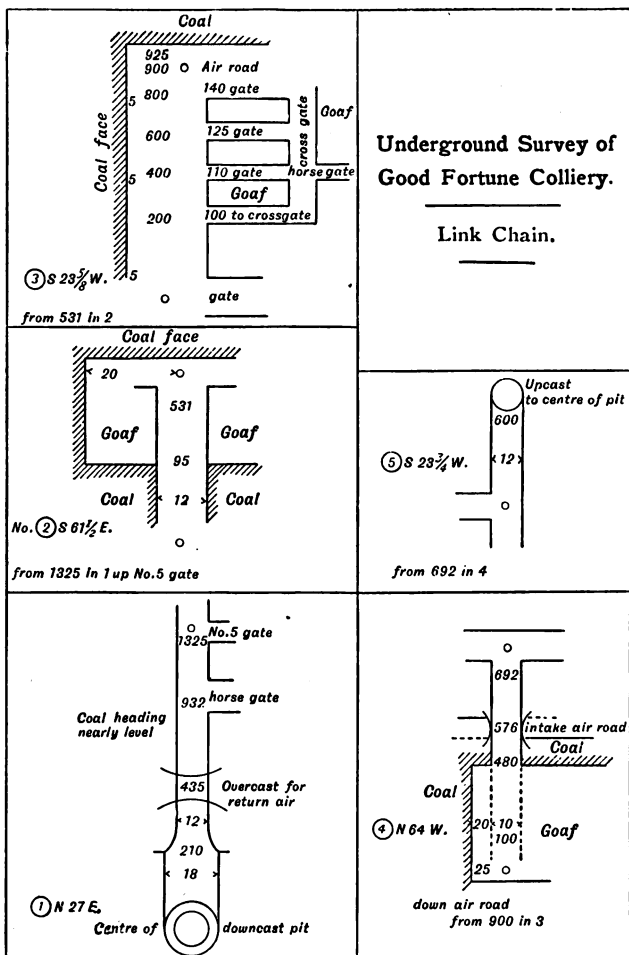 Coal
925
900 Air road
800 140 gate
5
Coal face
600 125 gate
cross gate
Goaf
400 110 gate horse gate
5
Goaf
200 100 to crossgate
③ S 23⅝ W.
5
gate
from 531 in 2
Underground Survey of
Good Fortune Colliery.
Link Chain.
Coal face
20
531
Goaf Goaf
95
Coal 12 Coal
No. ② S 61½ E.
from 1325 in 1 up No. 5 gate
Upcast
to centre of pit
600
⑤ S 23¾ W. 12
from 692 in 4
No. 5 gate
1325
932 horse gate
Coal heading
nearly level
435 Overcast for
return air
12
210
18
① N 27 E.
Centre of downcast pit
692
576 intake air road
Coal
480
Coal
④ N 64 W. 20 10 Goaf
100
25
down air road
from 900 in 3